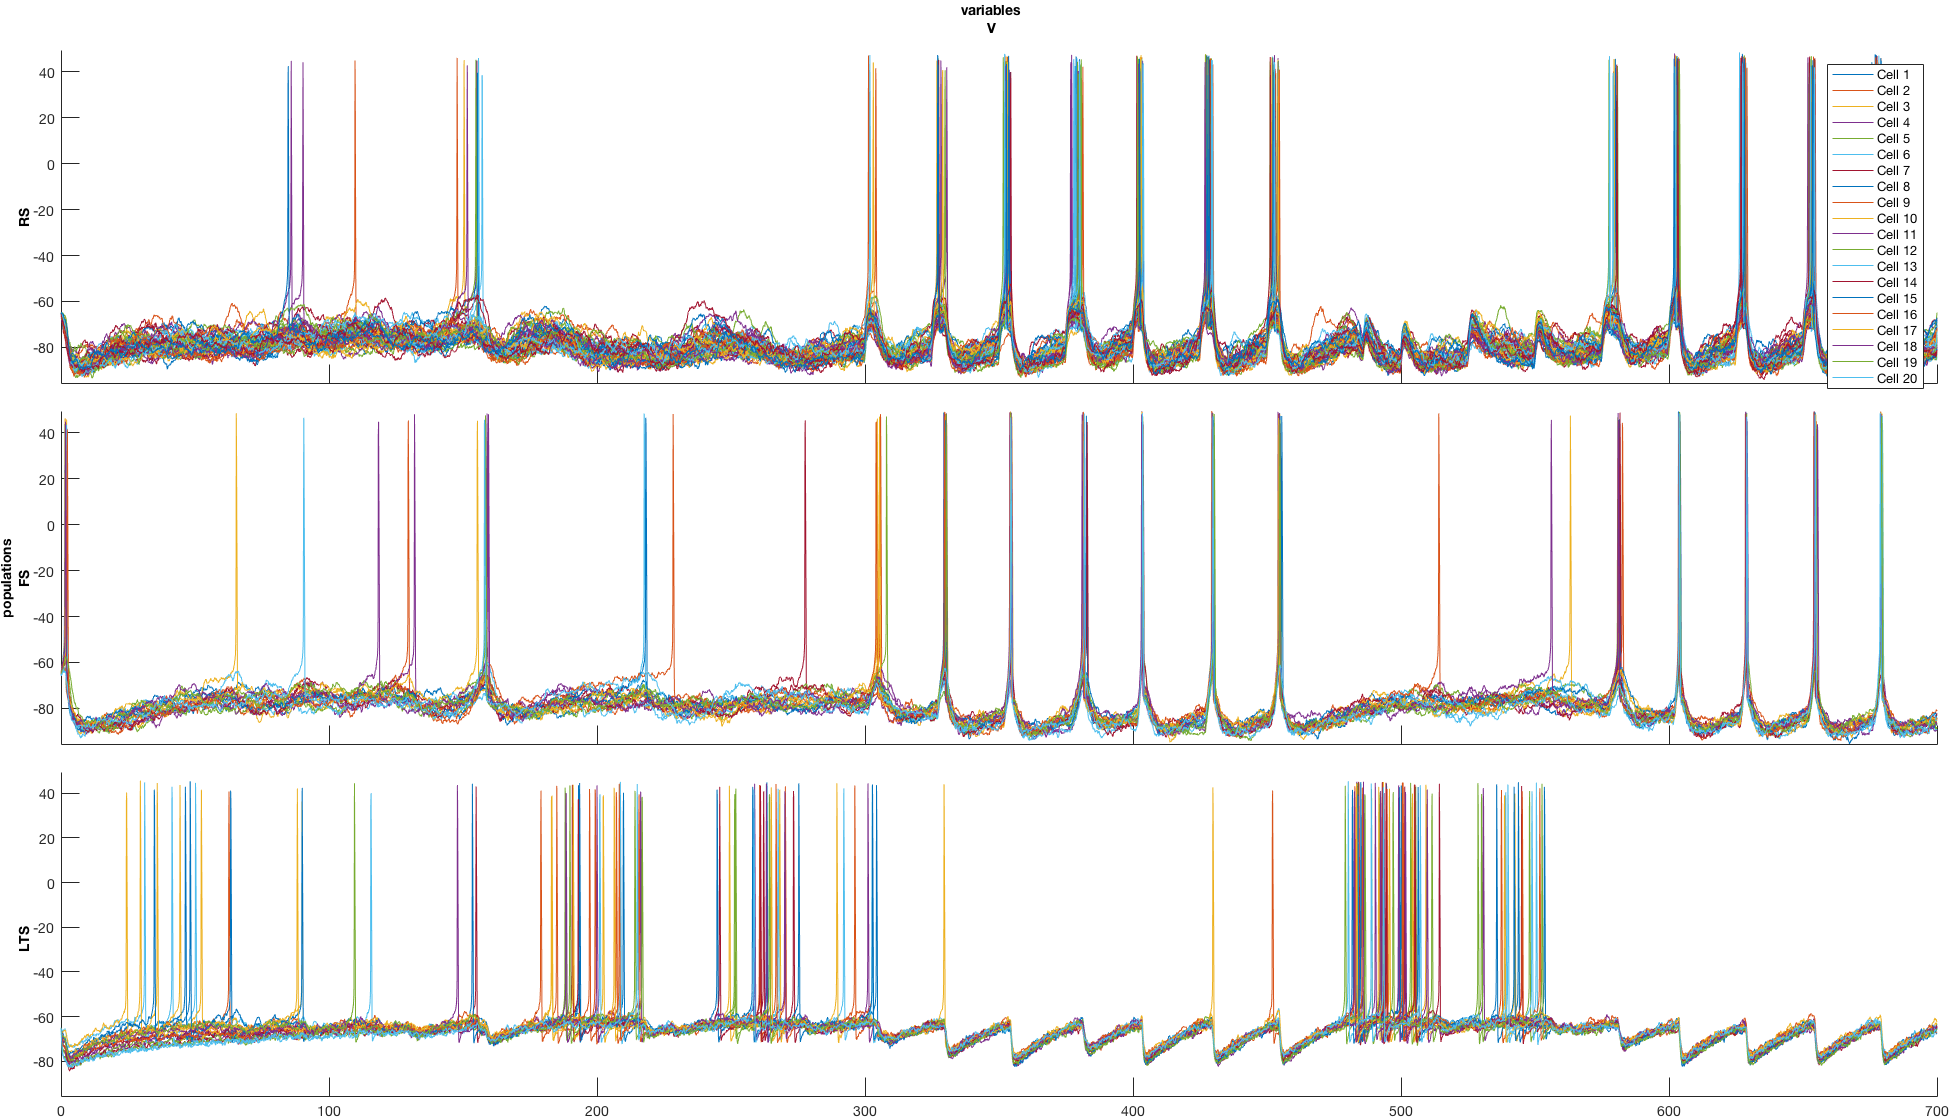 variables
V
40
20
0
-20
-40
-60
-80
RS
Cell 1
Cell 2
Cell 3
Cell 4
Cell 5
Cell 6
Cell 7
Cell 8
Cell 9
Cell 10
Cell 11
Cell 12
Cell 13
Cell 14
Cell 15
Cell 16
Cell 17
Cell 18
Cell 19
Cell 20
populations
FS
40
20
0
-20
-40
-60
-80
LTS
40
20
0
-20
-40
-60
-80
0 100 200 300 400 500 600 700